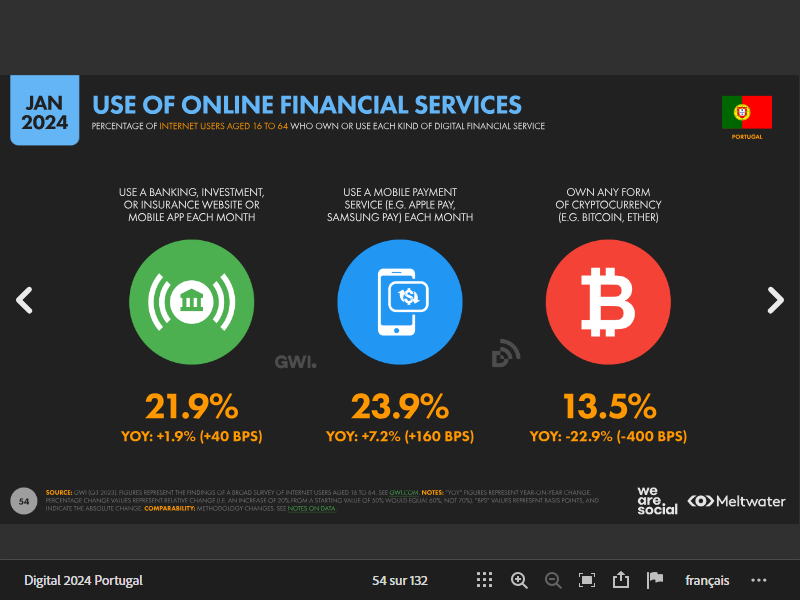 JAN
2024
USE OF ONLINE FINANCIAL SERVICES
PERCENTAGE OF INTERNET USERS AGED 16 TO 64 WHO OWN OR USE EACH KIND OF DIGITAL FINANCIAL SERVICE
PORTUGAL
USE A BANKING, INVESTMENT,
OR INSURANCE WEBSITE OR
MOBILE APP EACH MONTH
USE A MOBILE PAYMENT
SERVICE (E.G. APPLE PAY,
SAMSUNG PAY) EACH MONTH
OWN ANY FORM
OF CRYPTOCURRENCY
(E.G. BITCOIN, ETHER)
GWI.
21.9%
YOY: +1.9% (+40 BPS)
23.9%
YOY: +7.2% (+160 BPS)
13.5%
YOY: -22.9% (-400 BPS)
54
SOURCE: GWI (Q3 2023). FIGURES REPRESENT THE FINDINGS OF A BROAD SURVEY OF INTERNET USERS AGED 16 TO 64. SEE GWI.COM. NOTES: "YOY" FIGURES REPRESENT YEAR-ON-YEAR CHANGE.
PERCENTAGE CHANGE VALUES REPRESENT RELATIVE CHANGE (I.E. AN INCREASE OF 20% FROM A STARTING VALUE OF 50% WOULD EQUAL 60%, NOT 70%). "BPS" VALUES REPRESENT BASIS POINTS, AND
INDICATE THE ABSOLUTE CHANGE. COMPARABILITY: METHODOLOGY CHANGES. SEE NOTES ON DATA.
we
are.
social
Meltwater
Digital 2024 Portugal
54 sur 132
français